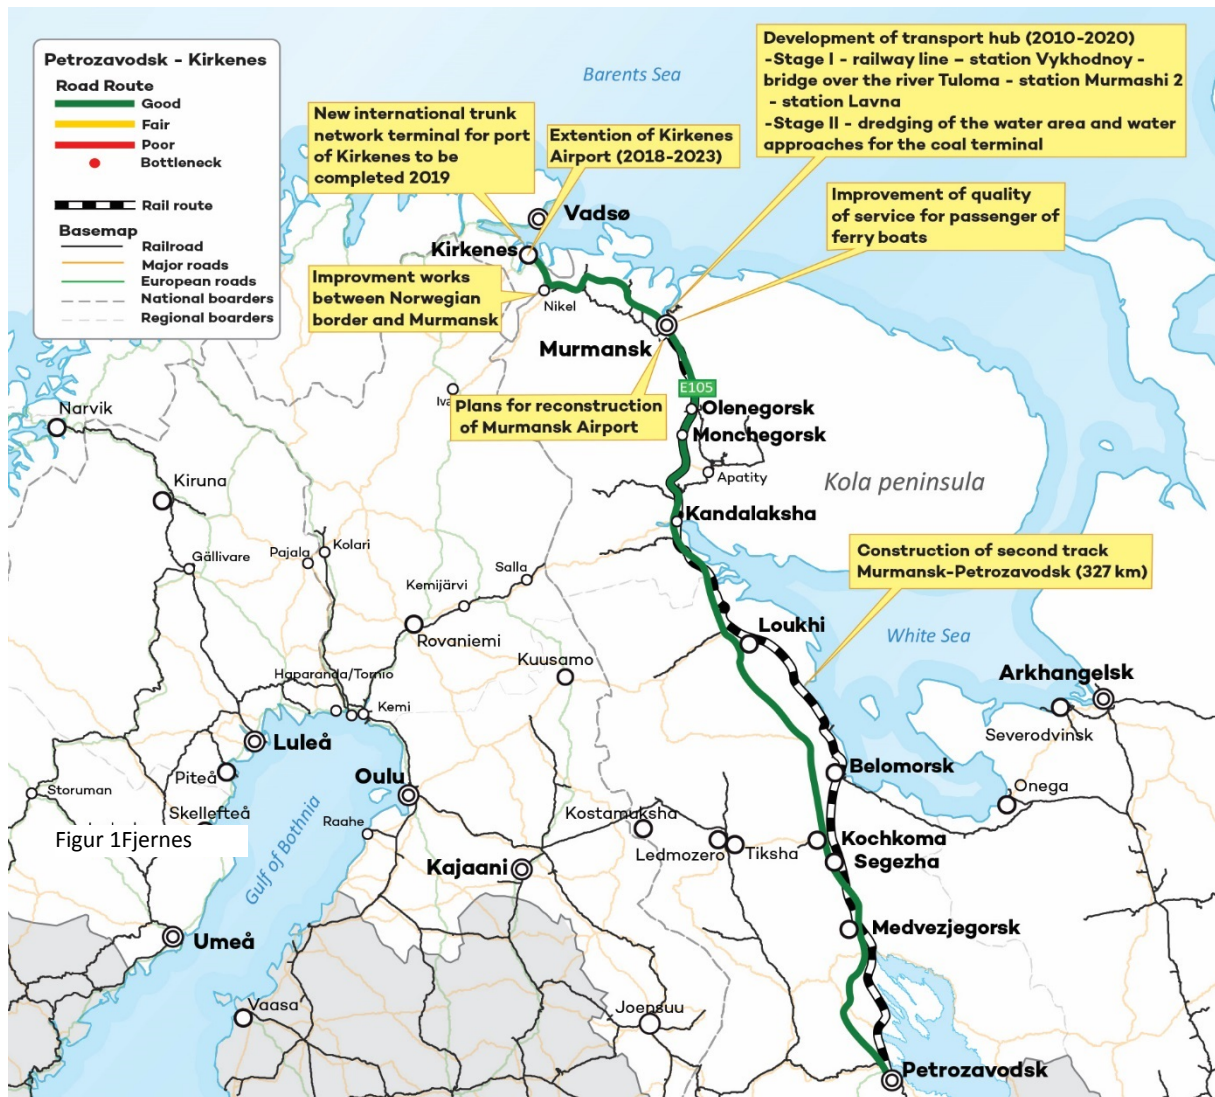 Petrozavodsk - Kirkenes
Road Route
Good
Fair
Poor
Bottleneck
Rail route
Basemap
Railroad
Major roads
European roads
National boarders
Regional boarders
Barents Sea
Development of transport hub (2010-2020)
-Stage I - railway line – station Vykhodnoy -
bridge over the river Tuloma - station Murmashi 2
- station Lavna
-Stage II - dredging of the water area and water
approaches for the coal terminal
New international trunk
network terminal for port
of Kirkenes to be
completed 2019
Extention of Kirkenes
Airport (2018-2023)
Improvement of quality
of service for passenger of
ferry boats
Vadsø
Kirkenes
Improvment works
between Norwegian
border and Murmansk
Nikel
Murmansk
E105
Plans for reconstruction
of Murmansk Airport
Olenegorsk
Monchegorsk
Apatity
Kola peninsula
Narvik
Kiruna
Kandalaksha
Gällivare
Pajala
Kolari
Construction of second track
Murmansk-Petrozavodsk (327 km)
Salla
Kemijärvi
Rovaniemi
Loukhi
White Sea
Kuusamo
Haparanda/Tornio
Kemi
Arkhangelsk
Severodvinsk
Luleå
Piteå
Oulu
Belomorsk
Onega
Storuman
Skellefteå
Raahe
Kostamuksha
Figur 1Fjernes
Gulf of Bothnia
Kochkoma
Ledmozero
Tiksha
Segezha
Kajaani
Umeå
Medvezjegorsk
Vaasa
Joensuu
Petrozavodsk